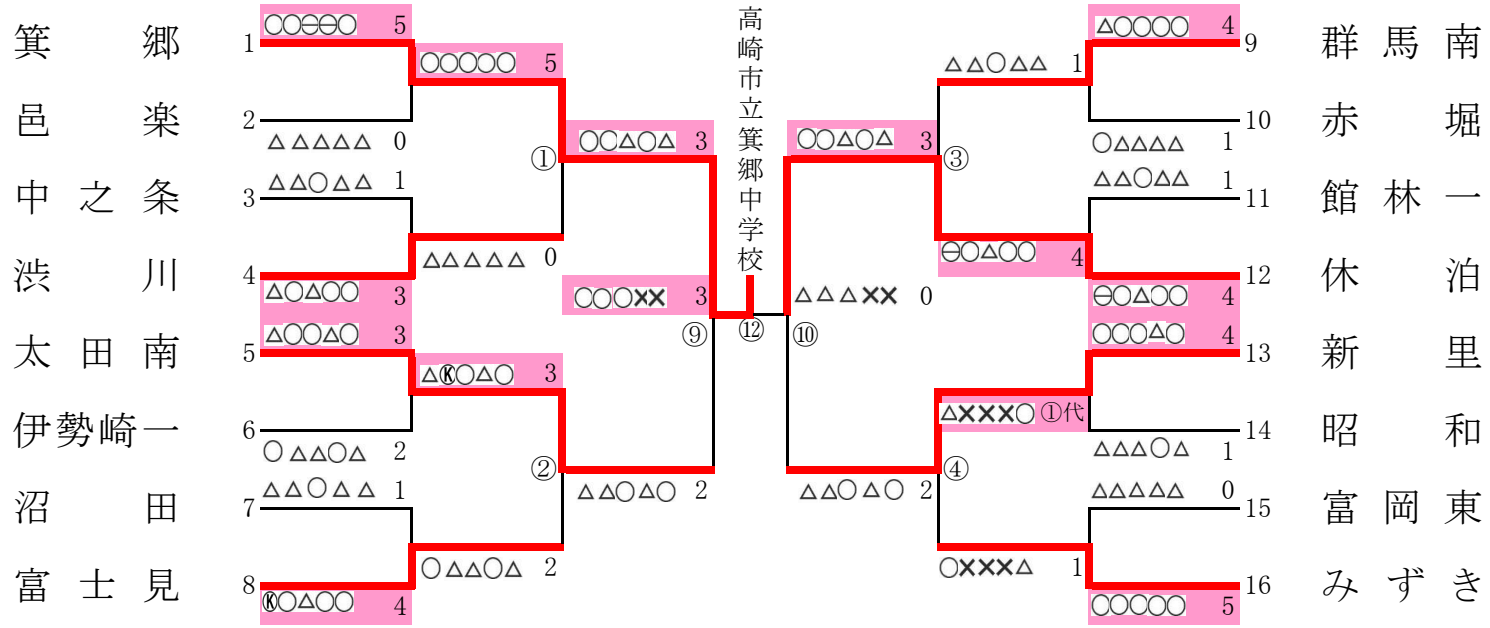 箕郷 1 ○○⊖⊖○ 5
邑楽 2 △△△△△ 0
○○○○○ 5
①
中之条 3 △△○△△ 1
渋川 4 △○△○○ 3
△△△△△ 0
○○△○△ 3
太田南 5 △○○△○ 3
伊勢崎一 6 ○△△○△ 2
△Ⓚ○△○ 3
②
沼田 7 △△○△△ 1
富士見 8 Ⓚ○△○○ 4
○△△○△ 2
△△○△○ 2
○○○×× 3
⑨
高崎市立箕郷中学校
⑫
⑩
△△△×× 0
○○△○△ 3
③
△△○△△ 1
△○○○○ 4 9 群馬南
○△△△△ 1 10 赤堀
△△○△△ 1 11 館林一
⊖○△○○ 4
⊖○△○○ 4 12 休泊
○○○△○ 4 13 新里
△×××○ ①代
△△△○△ 1 14 昭和
④
△△○△○ 2
△△△△△ 0 15 富岡東
○×××△ 1
○○○○○ 5 16 みずき